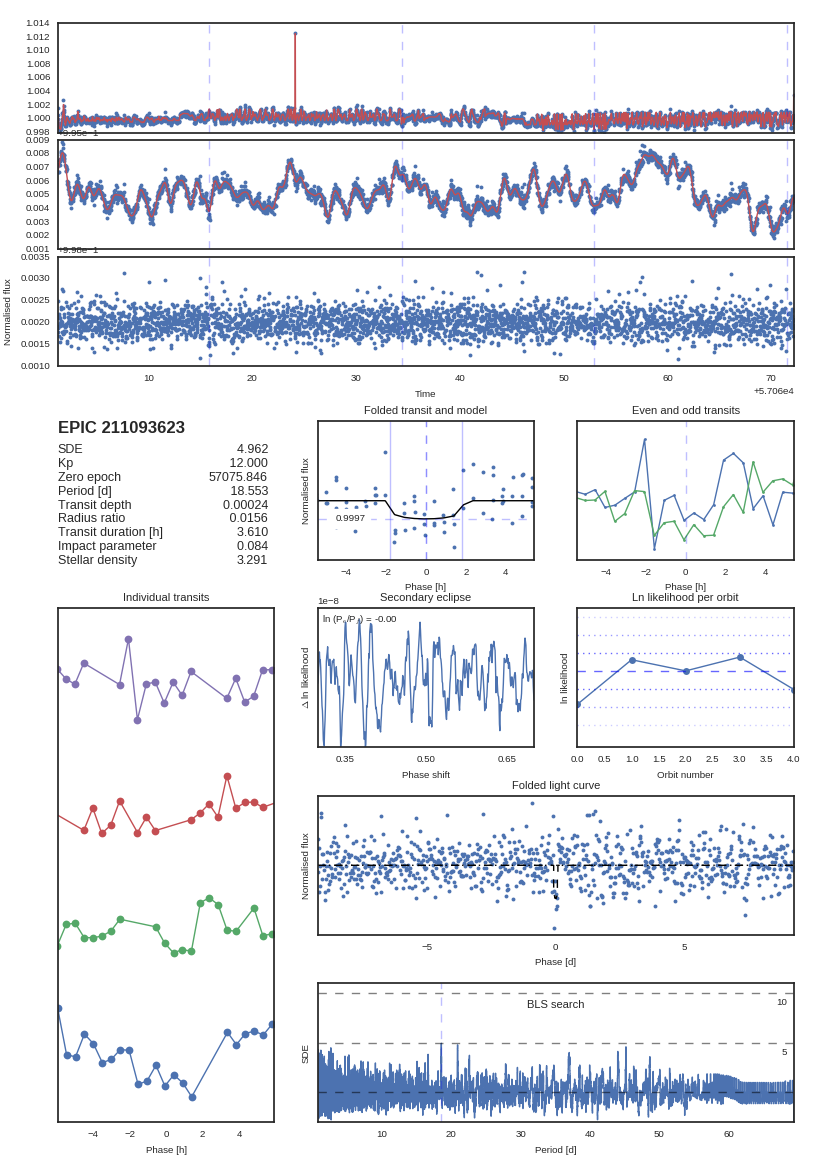 1.014
1.012
1.010
1.008
1.006
1.004
1.002
1.000
0.998
+9.95e−1
0.009
0.008
0.007
0.006
0.005
0.004
0.003
0.002
0.001
+9.98e−1
0.0035
0.0030
0.0025
0.0020
0.0015
0.0010
Normalised flux
10 20 30 40 50 60 70
Time
+5.706e4
EPIC 211093623
SDE 4.962
Kp 12.000
Zero epoch 57075.846
Period [d] 18.553
Transit depth 0.00024
Radius ratio 0.0156
Transit duration [h] 3.610
Impact parameter 0.084
Stellar density 3.291
Folded transit and model
Normalised flux
0.9997
−4 −2 0 2 4
Phase [h]
Even and odd transits
−4 −2 0 2 4
Phase [h]
Individual transits
−4 −2 0 2 4
Phase [h]
Secondary eclipse
1e−8
Δ ln likelihood
0.35 0.50 0.65
Phase shift
Ln likelihood per orbit
ln likelihood
0.0 0.5 1.0 1.5 2.0 2.5 3.0 3.5 4.0
Orbit number
Folded light curve
Normalised flux
−5 0 5
Phase [d]
BLS search
10
5
SDE
10 20 30 40 50 60
Period [d]